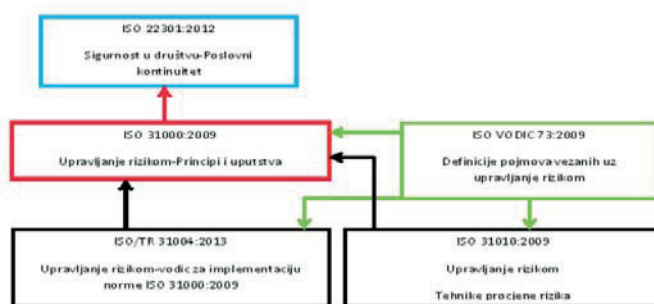 ISO 22301:2012
Sigurnost u društvu-Poslovni
kontinuitet
ISO 31000:2009
Upravljanje rizikom-Principi i uputstva
ISO VODIC 73:2009
Definicije pojmova vezanih uz
upravljanje rizikom
ISO/TR 31004:2013
Upravljanje rizikom-vodic za implementaciju
norme ISO 31000:2009
ISO 31010:2009
Upravljanje rizikom
Tehnike procjene rizika